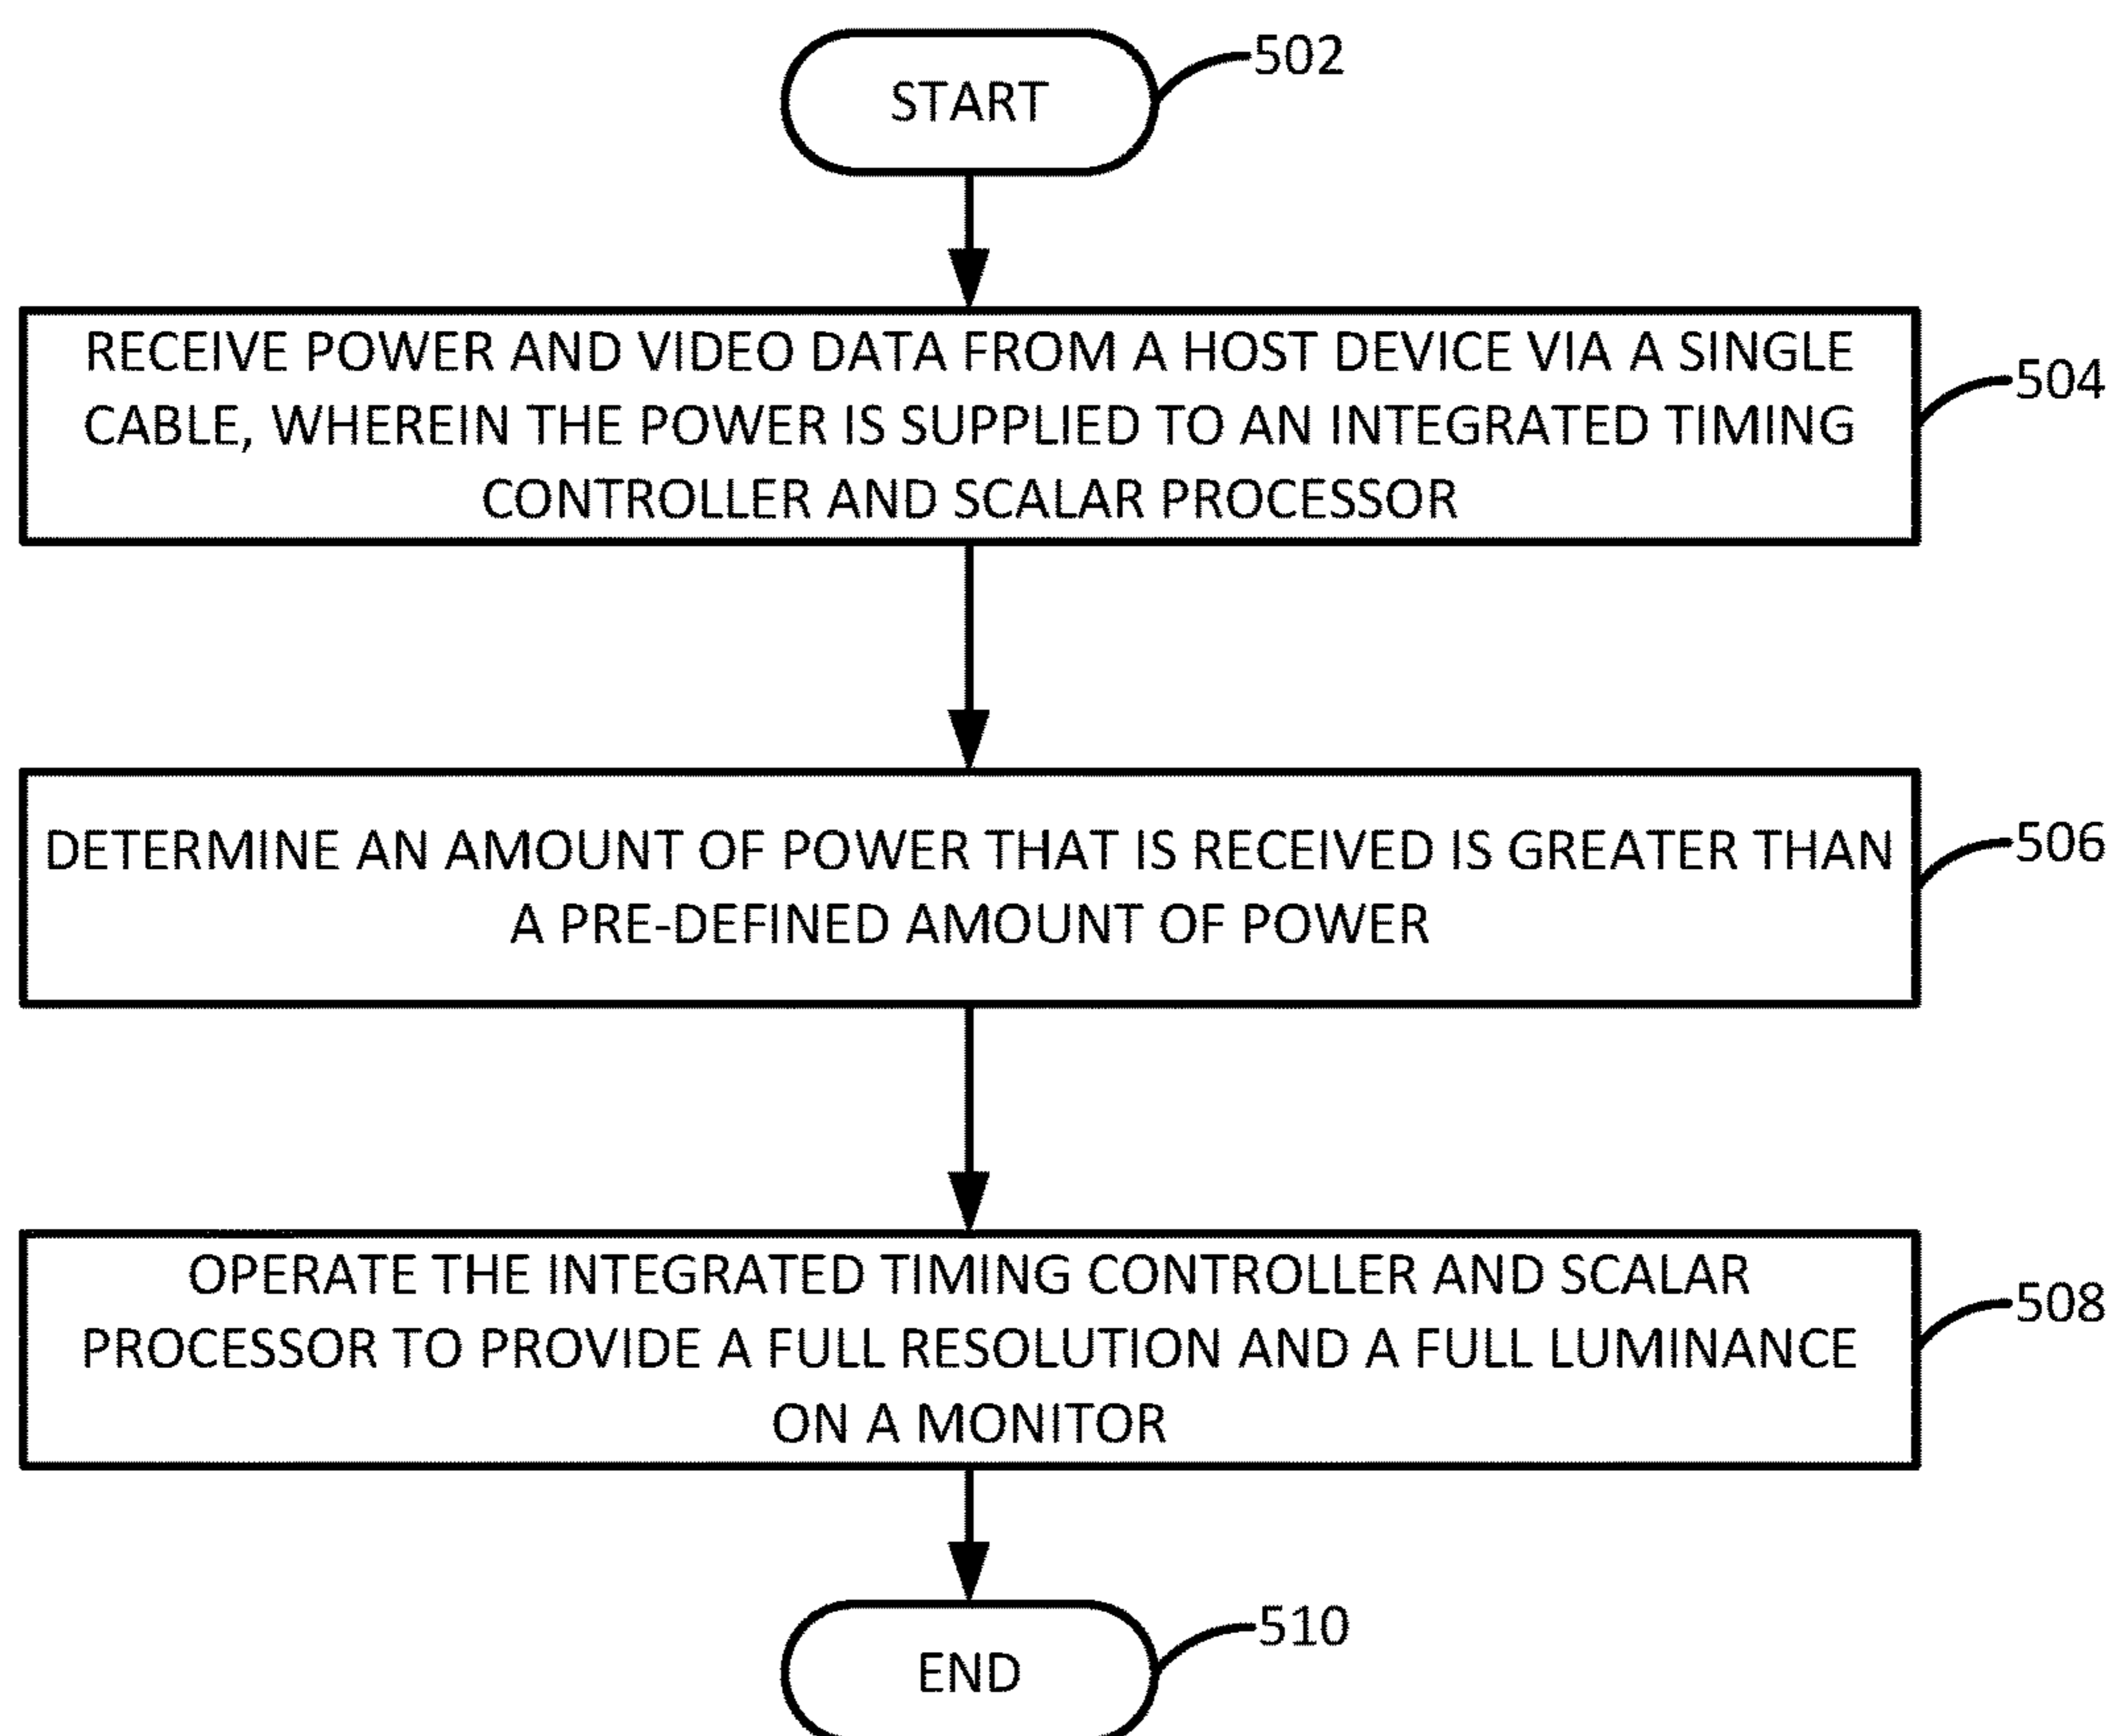 START
502
RECEIVE POWER AND VIDEO DATA FROM A HOST DEVICE VIA A SINGLE
CABLE, WHEREIN THE POWER IS SUPPLIED TO AN INTEGRATED TIMING
CONTROLLER AND SCALAR PROCESSOR
504
DETERMINE AN AMOUNT OF POWER THAT IS RECEIVED IS GREATER THAN
A PRE-DEFINED AMOUNT OF POWER
506
OPERATE THE INTEGRATED TIMING CONTROLLER AND SCALAR
PROCESSOR TO PROVIDE A FULL RESOLUTION AND A FULL LUMINANCE
ON A MONITOR
508
END
510